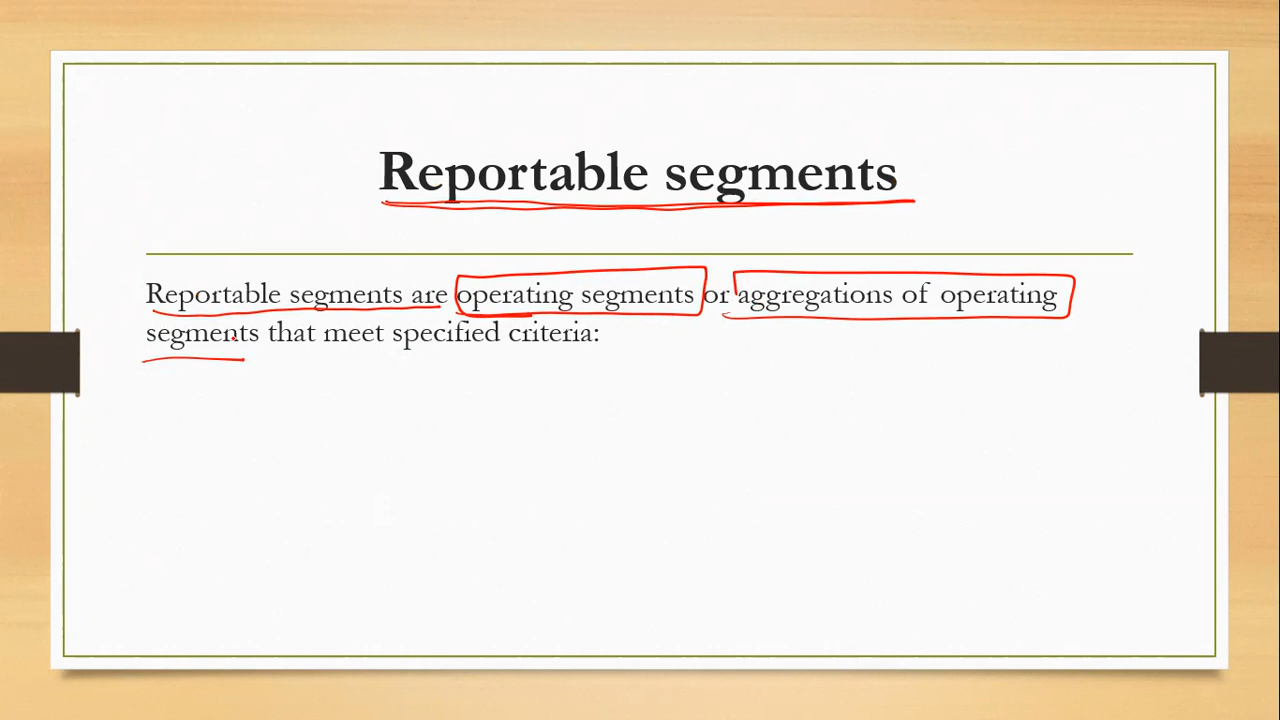 Reportable segments
Reportable segments are operating segments or aggregations of operating
segments that meet specified criteria: